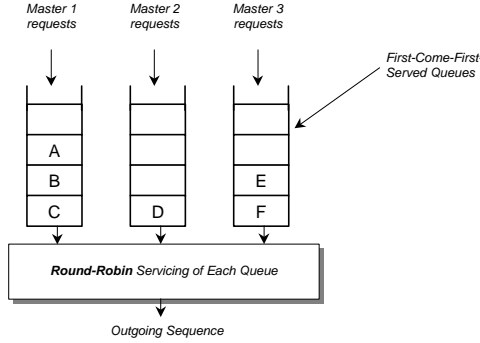 Master 1
requests
Master 2
requests
Master 3
requests
First-Come-First-
Served Queues
A
B
E
C
D
F
Round-Robin Servicing of Each Queue
Outgoing Sequence